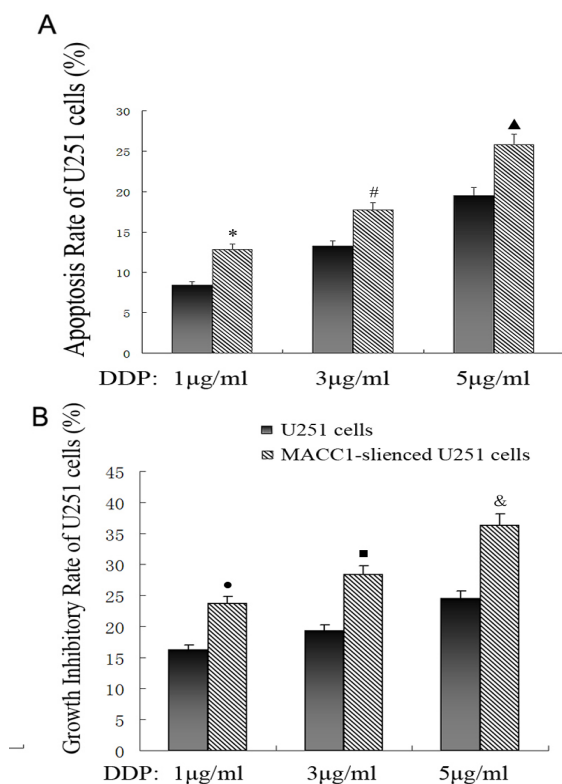 A
Apoptosis Rate of U251 cells (%)
30
25
20
15
10
5
0
*
#
▲
DDP: 1µg/ml 3µg/ml 5µg/ml
B
U251 cells
MACC1-slienced U251 cells
Growth Inhibitory Rate of U251 cells (%)
45
40
35
30
25
20
15
10
5
0
●
■
&
DDP: 1µg/ml 3µg/ml 5µg/ml